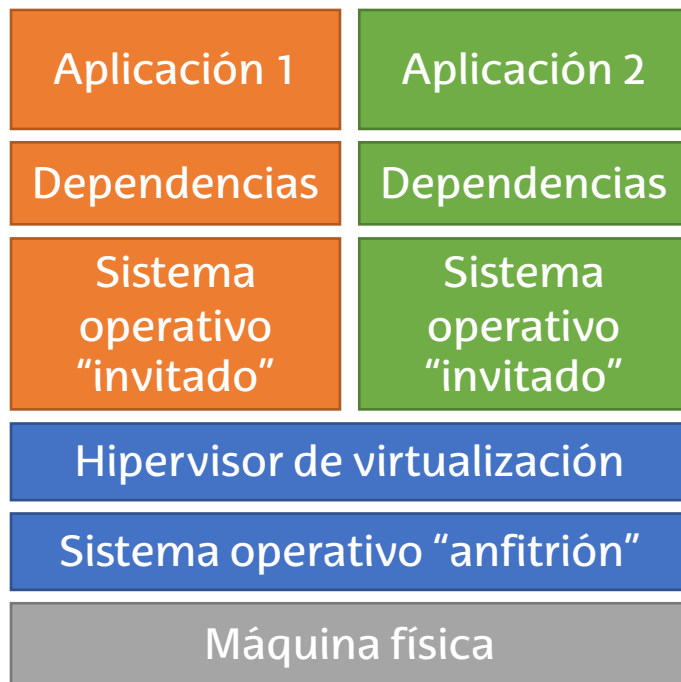 Aplicación 1
Aplicación 2
Dependencias
Dependencias
Sistema
operativo
“invitado”
Sistema
operativo
“invitado”
Hipervisor de virtualización
Sistema operativo “anfitrión”
Máquina física